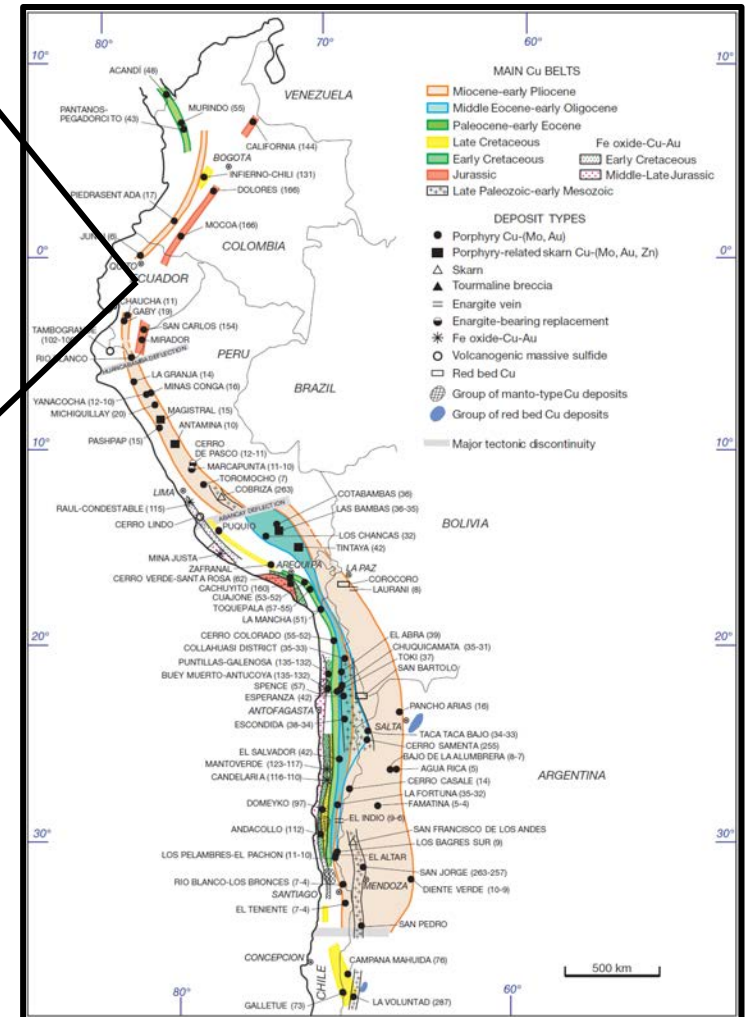 80°
70°
10°
10°
ACANDÍ (48)
VENEZUELA
PANTANOS-
PEGADORCITO (43)
MURINDO (55)
CALIFORNIA (144)
BOGOTA
INFIERNO-CHILI (131)
DOLORES (166)
PIEDRASENTADA (17)
MOCOA (166)
COLOMBIA
JUNIN (6)
0°
0°
QUITO
ECUADOR
CHAUCHA (11)
GABY (19)
TAMBOGRANDE
(102-10
SAN CARLOS (154)
MIRADOR
RIO BLANCO
HUANCABAMBA DEFLECTION
PERU
BRAZIL
LA GRANJA (14)
MINAS CONGA (16)
YANACOCHA (12-10)
MICHIQUILLAY (20)
MAGISTRAL (15)
ANTAMINA (10)
PASHPAP (15)
10°
10°
CERRO
DE PASCO (12-11)
MARCAPUNTA (11-10)
TOROMOCHO (7)
COBRIZA (263)
LIMA
RAUL-CONDESTABLE (115)
CERRO LINDO
ABANCAY DEFLECTION
COTABAMBAS (36)
LAS BAMBAS (36-35)
PUQUIO
LOS CHANCAS (32)
TINTAYA (42)
BOLIVIA
MINA JUSTA
ZAFRANAL
AREQUIPA
LA PAZ
COROCORO
LAURANI (8)
CERRO VERDE-SANTA ROSA (62)
CACHUYITO (160)
CUAJONE (53-52)
TOQUEPALA (57-55)
LA MANCHA (51)
20°
20°
CERRO COLORADO (55-52)
COLLAHUASI DISTRICT (35-33)
PUNTILLAS-GALENOSA (135-132)
BUEY MUERTO-ANTUCOYA (135-132)
SPENCE (57)
ESPERANZA (42)
ANTOFAGASTA
ESCONDIDA (38-34)
EL ABRA (39)
CHUQUICAMATA (35-31)
TOKI (37)
SAN BARTOLO
PANCHO ARIAS (16)
SALTA
TACA TACA BAJO (34-33)
CERRO SAMENTA (255)
BAJO DE LA ALUMBRERA (8-7)
AGUA RICA (5)
CERRO CASALE (14)
LA FORTUNA (35-32)
FAMATINA (5-4)
ARGENTINA
EL SALVADOR (42)
MANTOVERDE (123-117)
CANDELARIA (116-110)
DOMEYKO (97)
ANDACOLLO (112)
EL INDIO (9-6)
30°
30°
SAN FRANCISCO DE LOS ANDES
LOS BAGRES SUR (9)
LOS PELAMBRES-EL PACHON (11-10)
EL ALTAR
SAN JORGE (263-257)
RIO BLANCO-LOS BRONCES (7-4)
MENDOZA
DIENTE VERDE (10-9)
SANTIAGO
EL TENIENTE (7-4)
SAN PEDRO
CONCEPCION
CHILE
CAMPANA MAHUIDA (76)
GALLETUE (73)
LA VOLUNTAD (287)
500 km
80°
60°
MAIN Cu BELTS
Miocene-early Pliocene
Middle Eocene-early Oligocene
Paleocene-early Eocene
Late Cretaceous
Early Cretaceous
Jurassic
Late Paleozoic-early Mesozoic
Fe oxide-Cu-Au
Early Cretaceous
Middle-Late Jurassic
DEPOSIT TYPES
Porphyry Cu-(Mo, Au)
Porphyry-related skarn Cu-(Mo, Au, Zn)
Skarn
Tourmaline breccia
Enargite vein
Enargite-bearing replacement
Fe oxide-Cu-Au
Volcanogenic massive sulfide
Red bed Cu
Group of manto-type Cu deposits
Group of red bed Cu deposits
Major tectonic discontinuity